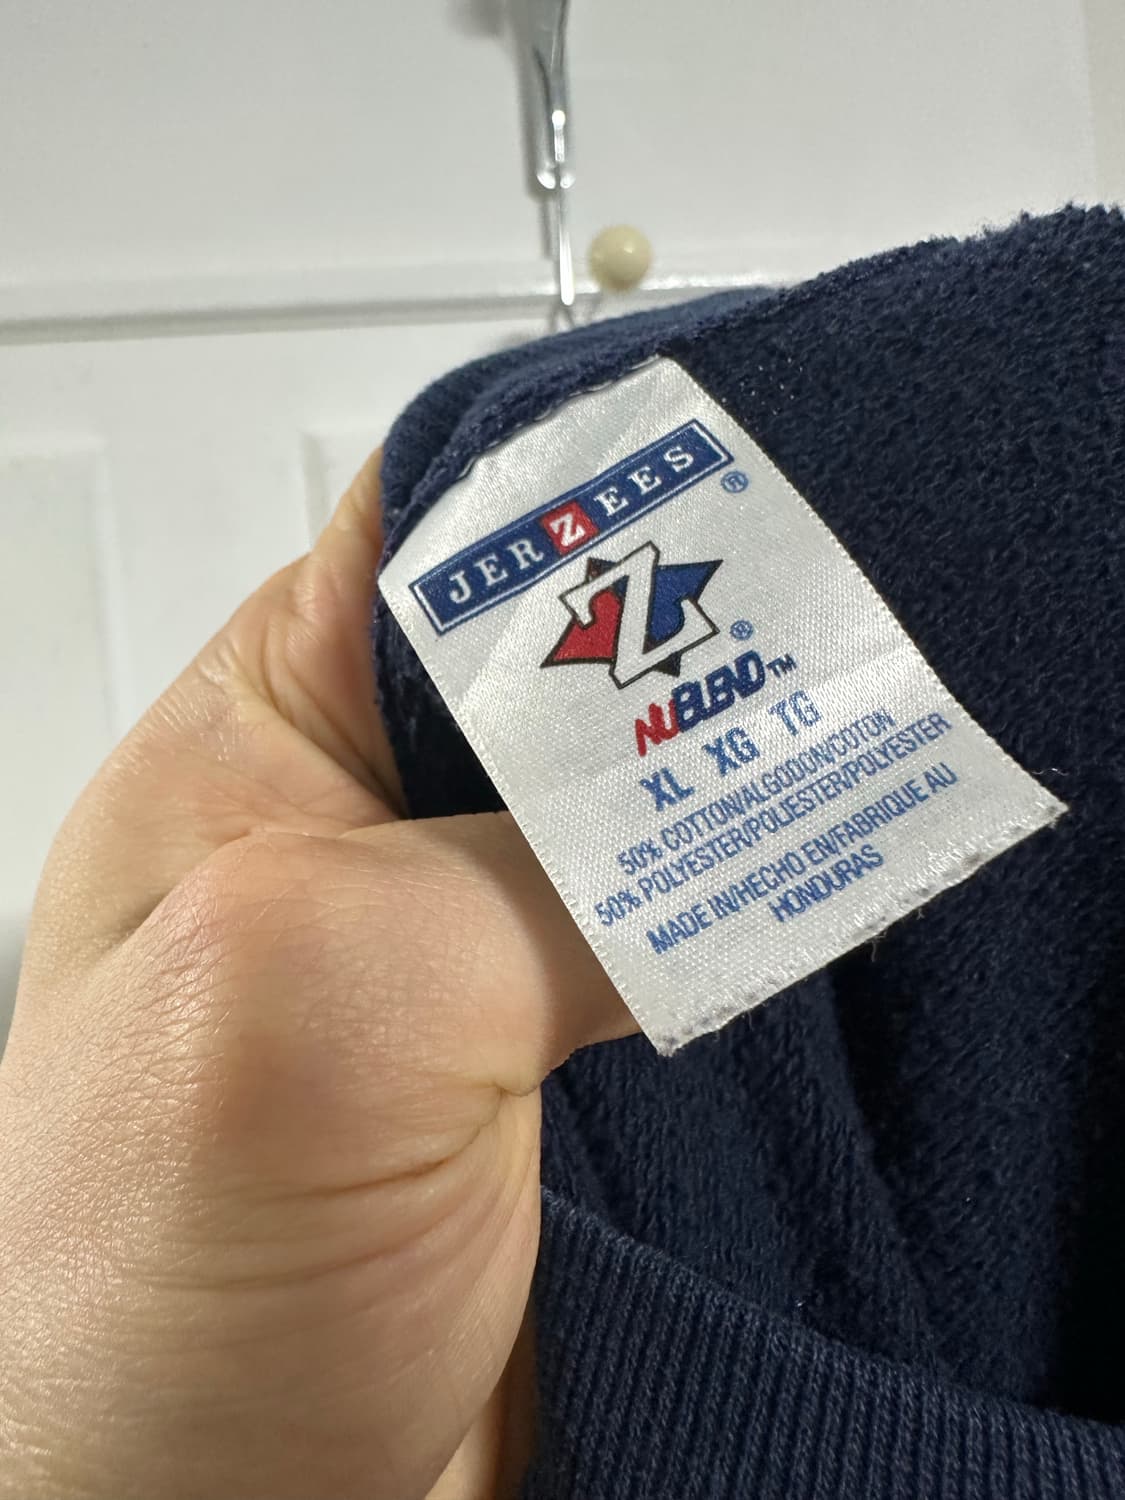 JERZEES®
Z®
NUBLEND™
XL XG TG
50% COTTON/ALGODON/COTON
50% POLYESTER/POLIESTER/POLYESTER
MADE IN/HECHO EN/FABRIQUE AU
HONDURAS